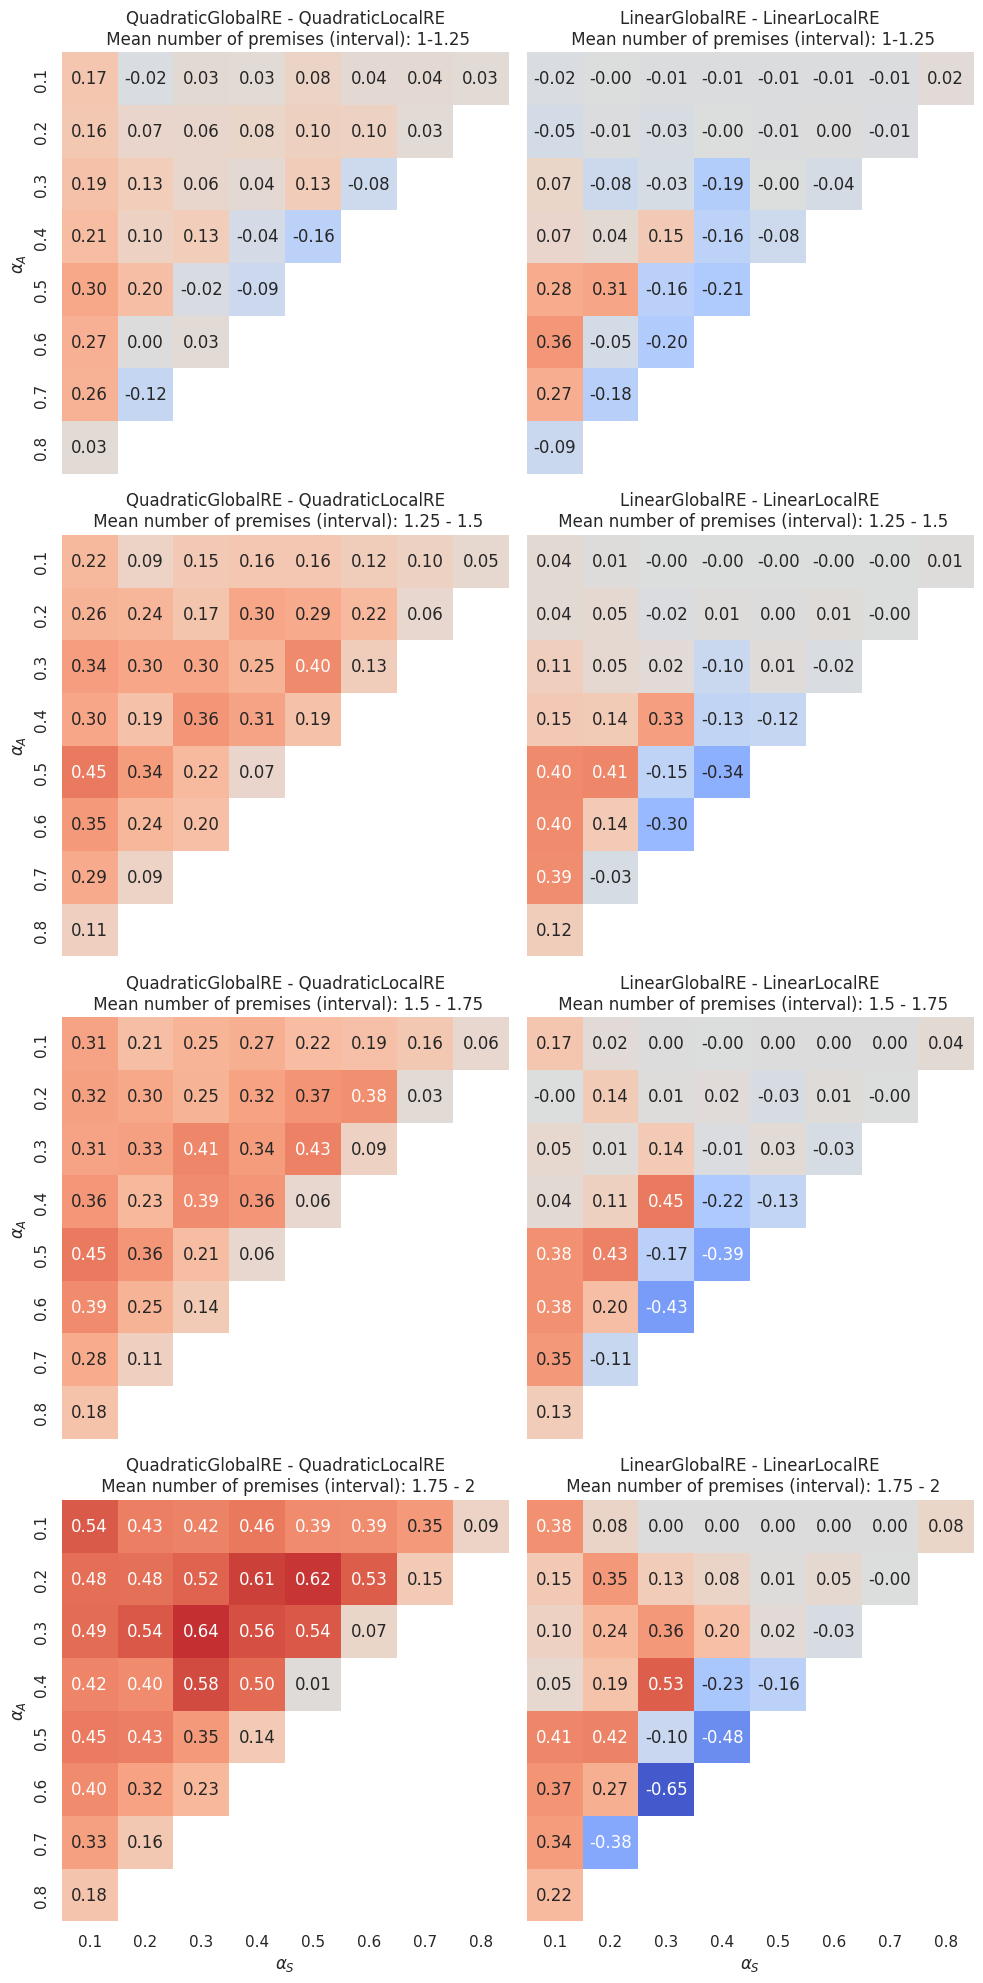 QuadraticGlobalRE - QuadraticLocalRE
Mean number of premises (interval): 1-1.25
0.1 0.17 -0.02 0.03 0.03 0.08 0.04 0.04 0.03
0.2 0.16 0.07 0.06 0.08 0.10 0.10 0.03
0.3 0.19 0.13 0.06 0.04 0.13 -0.08
0.4 0.21 0.10 0.13 -0.04 -0.16
α_A
0.5 0.30 0.20 -0.02 -0.09
0.6 0.27 0.00 0.03
0.7 0.26 -0.12
0.8 0.03
LinearGlobalRE - LinearLocalRE
Mean number of premises (interval): 1-1.25
-0.02 -0.00 -0.01 -0.01 -0.01 -0.01 -0.01 0.02
-0.05 -0.01 -0.03 -0.00 -0.01 0.00 -0.01
0.07 -0.08 -0.03 -0.19 -0.00 -0.04
0.07 0.04 0.15 -0.16 -0.08
0.28 0.31 -0.16 -0.21
0.36 -0.05 -0.20
0.27 -0.18
-0.09
QuadraticGlobalRE - QuadraticLocalRE
Mean number of premises (interval): 1.25 - 1.5
0.1 0.22 0.09 0.15 0.16 0.16 0.12 0.10 0.05
0.2 0.26 0.24 0.17 0.30 0.29 0.22 0.06
0.3 0.34 0.30 0.30 0.25 0.40 0.13
0.4 0.30 0.19 0.36 0.31 0.19
α_A
0.5 0.45 0.34 0.22 0.07
0.6 0.35 0.24 0.20
0.7 0.29 0.09
0.8 0.11
LinearGlobalRE - LinearLocalRE
Mean number of premises (interval): 1.25 - 1.5
0.04 0.01 -0.00 -0.00 -0.00 -0.00 -0.00 0.01
0.04 0.05 -0.02 0.01 0.00 0.01 -0.00
0.11 0.05 0.02 -0.10 0.01 -0.02
0.15 0.14 0.33 -0.13 -0.12
0.40 0.41 -0.15 -0.34
0.40 0.14 -0.30
0.39 -0.03
0.12
QuadraticGlobalRE - QuadraticLocalRE
Mean number of premises (interval): 1.5 - 1.75
0.1 0.31 0.21 0.25 0.27 0.22 0.19 0.16 0.06
0.2 0.32 0.30 0.25 0.32 0.37 0.38 0.03
0.3 0.31 0.33 0.41 0.34 0.43 0.09
0.4 0.36 0.23 0.39 0.36 0.06
α_A
0.5 0.45 0.36 0.21 0.06
0.6 0.39 0.25 0.14
0.7 0.28 0.11
0.8 0.18
LinearGlobalRE - LinearLocalRE
Mean number of premises (interval): 1.5 - 1.75
0.17 0.02 0.00 -0.00 0.00 0.00 0.00 0.04
-0.00 0.14 0.01 0.02 -0.03 0.01 -0.00
0.05 0.01 0.14 -0.01 0.03 -0.03
0.04 0.11 0.45 -0.22 -0.13
0.38 0.43 -0.17 -0.39
0.38 0.20 -0.43
0.35 -0.11
0.13
QuadraticGlobalRE - QuadraticLocalRE
Mean number of premises (interval): 1.75 - 2
0.1 0.54 0.43 0.42 0.46 0.39 0.39 0.35 0.09
0.2 0.48 0.48 0.52 0.61 0.62 0.53 0.15
0.3 0.49 0.54 0.64 0.56 0.54 0.07
0.4 0.42 0.40 0.58 0.50 0.01
α_A
0.5 0.45 0.43 0.35 0.14
0.6 0.40 0.32 0.23
0.7 0.33 0.16
0.8 0.18
0.1 0.2 0.3 0.4 0.5 0.6 0.7 0.8
α_S
LinearGlobalRE - LinearLocalRE
Mean number of premises (interval): 1.75 - 2
0.38 0.08 0.00 0.00 0.00 0.00 0.00 0.08
0.15 0.35 0.13 0.08 0.01 0.05 -0.00
0.10 0.24 0.36 0.20 0.02 -0.03
0.05 0.19 0.53 -0.23 -0.16
0.41 0.42 -0.10 -0.48
0.37 0.27 -0.65
0.34 -0.38
0.22
0.1 0.2 0.3 0.4 0.5 0.6 0.7 0.8
α_S